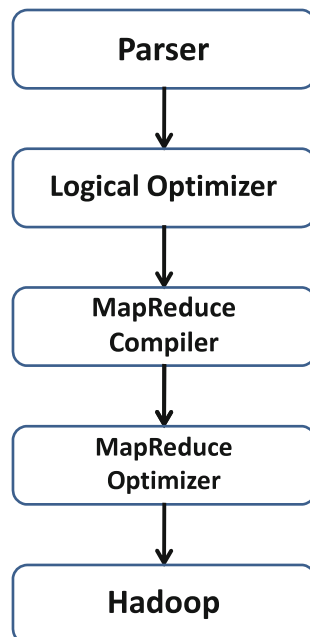 Parser
Logical Optimizer
MapReduce
Compiler
MapReduce
Optimizer
Hadoop